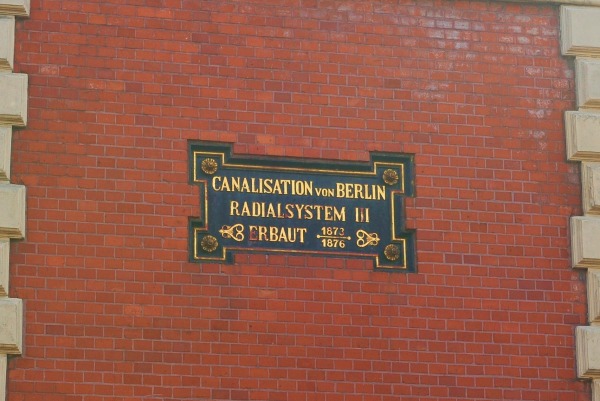 CANALISATION VON BERLIN
RADIALSYSTEM III
ERBAUT 1873
1876